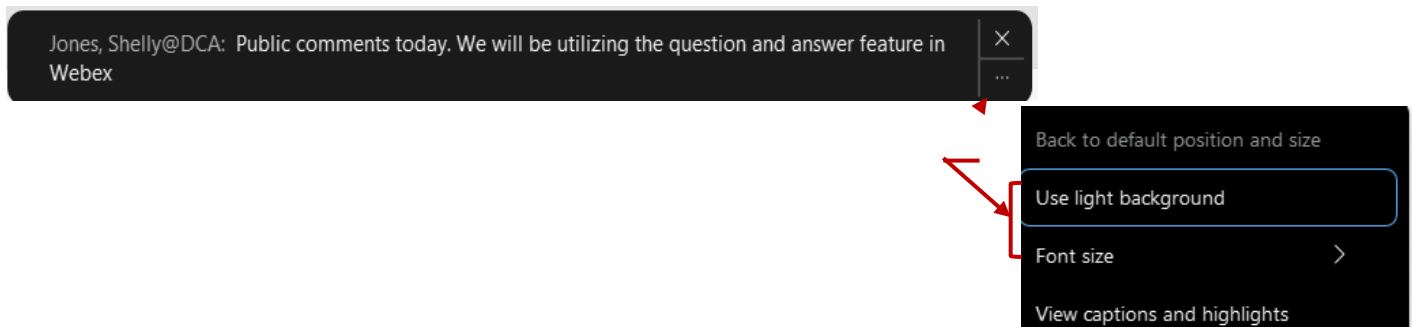 Jones, Shelly@DCA: Public comments today. We will be utilizing the question and answer feature in
Webex
Back to default position and size
Use light background
Font size
View captions and highlights